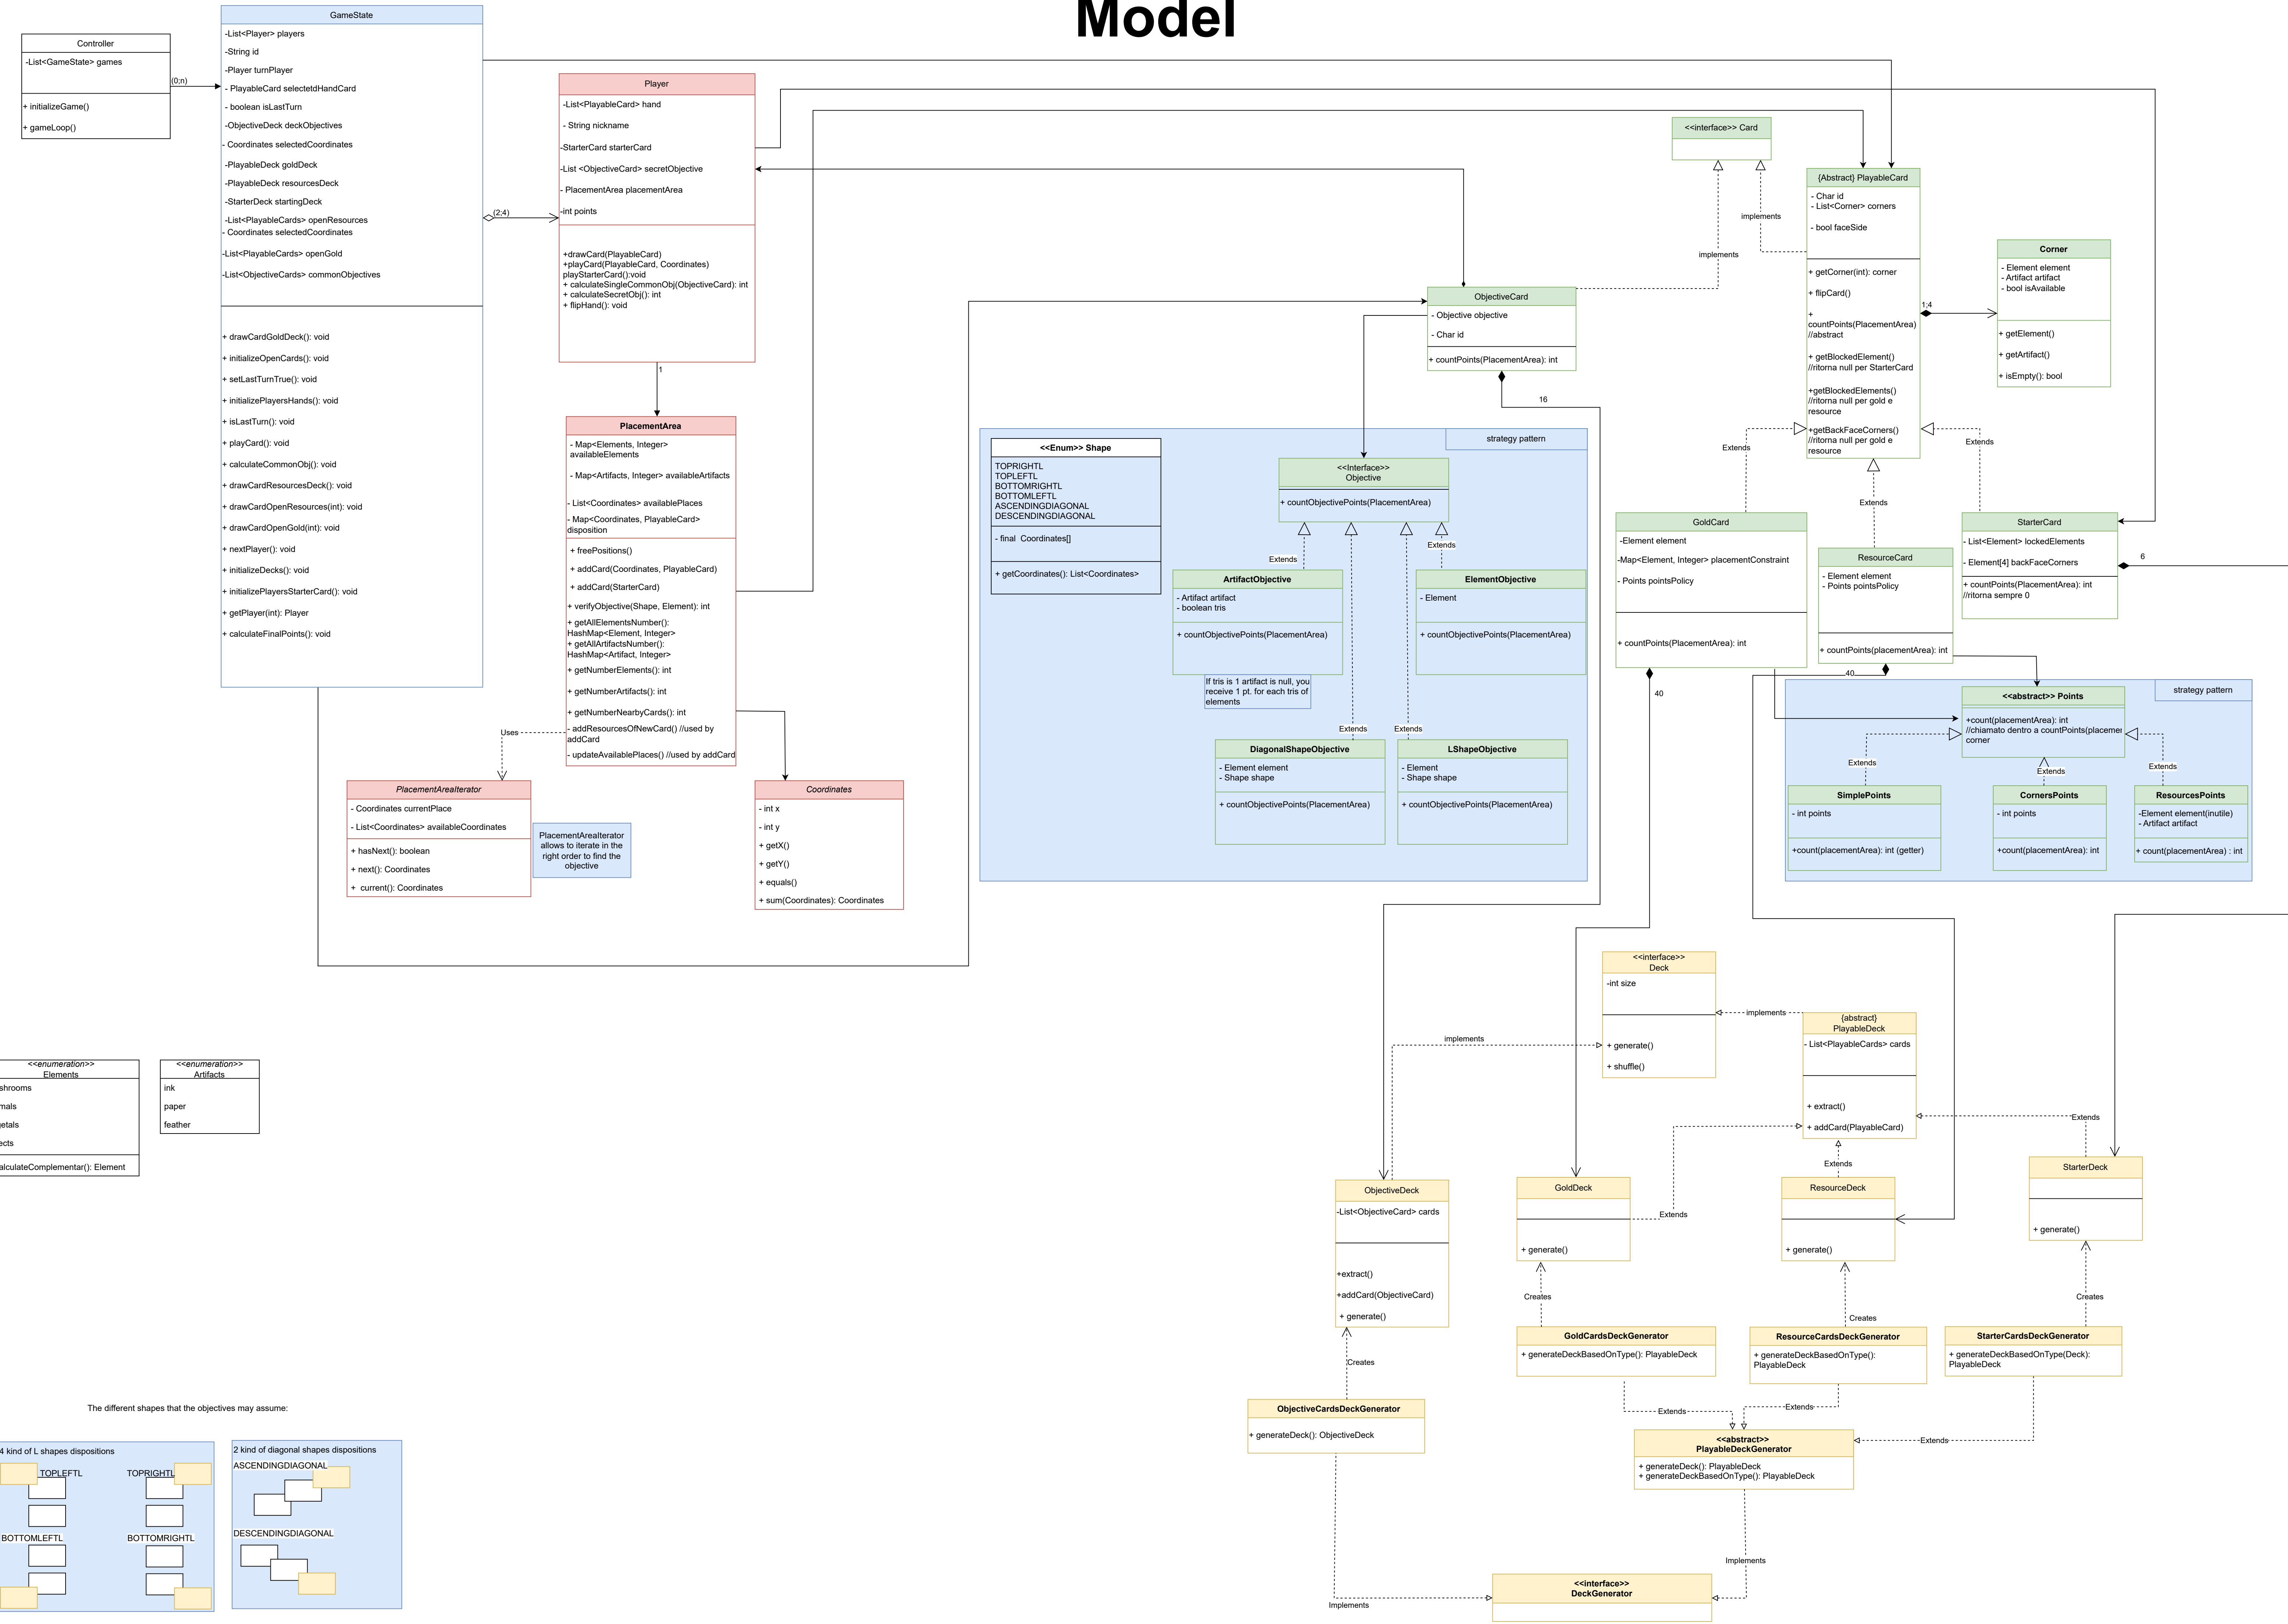 Model
Controller
-List<GameState> games
+ initializeGame()
+ gameLoop()
(0;n)
GameState
-List<Player> players
-String id
-Player turnPlayer
- PlayableCard selectetdHandCard
- boolean isLastTurn
-ObjectiveDeck deckObjectives
- Coordinates selectedCoordinates
-PlayableDeck goldDeck
-PlayableDeck resourcesDeck
-StarterDeck startingDeck
-List<PlayableCards> openResources
- Coordinates selectedCoordinates
-List<PlayableCards> openGold
-List<ObjectiveCards> commonObjectives
+ drawCardGoldDeck(): void
+ initializeOpenCards(): void
+ setLastTurnTrue(): void
+ initializePlayersHands(): void
+ isLastTurn(): void
+ playCard(): void
+ calculateCommonObj(): void
+ drawCardResourcesDeck(): void
+ drawCardOpenResources(int): void
+ drawCardOpenGold(int): void
+ nextPlayer(): void
+ initializeDecks(): void
+ initializePlayersStarterCard(): void
+ getPlayer(int): Player
+ calculateFinalPoints(): void
(2;4)
Player
-List<PlayableCard> hand
- String nickname
-StarterCard starterCard
-List <ObjectiveCard> secretObjective
- PlacementArea placementArea
-int points
+drawCard(PlayableCard)
+playCard(PlayableCard, Coordinates)
playStarterCard():void
+ calculateSingleCommonObj(ObjectiveCard): int
+ calculateSecretObj(): int
+ flipHand(): void
1
PlacementArea
- Map<Elements, Integer>
availableElements
- Map<Artifacts, Integer> availableArtifacts
- List<Coordinates> availablePlaces
- Map<Coordinates, PlayableCard>
disposition
+ freePositions()
+ addCard(Coordinates, PlayableCard)
+ addCard(StarterCard)
+ verifyObjective(Shape, Element): int
+ getAllElementsNumber():
HashMap<Element, Integer>
+ getAllArtifactsNumber():
HashMap<Artifact, Integer>
+ getNumberElements(): int
+ getNumberArtifacts(): int
+ getNumberNearbyCards(): int
- addResourcesOfNewCard() //used by
addCard
- updateAvailablePlaces() //used by addCard
Uses
PlacementAreaIterator
- Coordinates currentPlace
- List<Coordinates> availableCoordinates
+ hasNext(): boolean
+ next(): Coordinates
+ current(): Coordinates
PlacementAreaIterator
allows to iterate in the
right order to find the
objective
Coordinates
- int x
- int y
+ getX()
+ getY()
+ equals()
+ sum(Coordinates): Coordinates
<<interface>> Card
implements
implements
ObjectiveCard
- Objective objective
- Char id
+ countPoints(PlacementArea): int
16
{Abstract} PlayableCard
- Char id
- List<Corner> corners
- bool faceSide
+ getCorner(int): corner
+ flipCard()
+
countPoints(PlacementArea)
//abstract
+ getBlockedElement()
//ritorna null per StarterCard
+getBlockedElements()
//ritorna null per gold e
resource
+getBackFaceCorners()
//ritorna null per gold e
resource
1;4
Corner
- Element element
- Artifact artifact
- bool isAvailable
+ getElement()
+ getArtifact()
+ isEmpty(): bool
Extends
Extends
Extends
strategy pattern
<<Enum>> Shape
TOPRIGHTL
TOPLEFTL
BOTTOMRIGHTL
BOTTOMLEFTL
ASCENDINGDIAGONAL
DESCENDINGDIAGONAL
- final  Coordinates[]
+ getCoordinates(): List<Coordinates>
<<Interface>>
Objective
+ countObjectivePoints(PlacementArea)
Extends
Extends
ArtifactObjective
- Artifact artifact
- boolean tris
+ countObjectivePoints(PlacementArea)
If tris is 1 artifact is null, you
receive 1 pt. for each tris of
elements
ElementObjective
- Element
+ countObjectivePoints(PlacementArea)
Extends
Extends
DiagonalShapeObjective
- Element element
- Shape shape
+ countObjectivePoints(PlacementArea)
LShapeObjective
- Element
- Shape shape
+ countObjectivePoints(PlacementArea)
GoldCard
-Element element
-Map<Element, Integer> placementConstraint
- Points pointsPolicy
+ countPoints(PlacementArea): int
40
ResourceCard
- Element element
- Points pointsPolicy
+ countPoints(placementArea): int
40
StarterCard
- List<Element> lockedElements
- Element[4] backFaceCorners
+ countPoints(PlacementArea): int
//ritorna sempre 0
6
strategy pattern
<<abstract>> Points
+count(placementArea): int
//chiamato dentro a countPoints(placemer
corner
Extends
Extends
Extends
SimplePoints
- int points
+count(placementArea): int (getter)
CornersPoints
- int points
+count(placementArea): int
ResourcesPoints
-Element element(inutile)
- Artifact artifact
+ count(placementArea) : int
<<interface>>
Deck
-int size
+ generate()
+ shuffle()
implements
implements
{abstract}
PlayableDeck
- List<PlayableCards> cards
+ extract()
+ addCard(PlayableCard)
Extends
Extends
Extends
ObjectiveDeck
-List<ObjectiveCard> cards
+extract()
+addCard(ObjectiveCard)
+ generate()
GoldDeck
+ generate()
ResourceDeck
+ generate()
StarterDeck
+ generate()
Creates
Creates
Creates
Creates
GoldCardsDeckGenerator
+ generateDeckBasedOnType(): PlayableDeck
ResourceCardsDeckGenerator
+ generateDeckBasedOnType():
PlayableDeck
StarterCardsDeckGenerator
+ generateDeckBasedOnType(Deck):
PlayableDeck
ObjectiveCardsDeckGenerator
+ generateDeck(): ObjectiveDeck
Extends
Extends
Extends
<<abstract>>
PlayableDeckGenerator
+ generateDeck(): PlayableDeck
+ generateDeckBasedOnType(): PlayableDeck
Implements
Implements
<<interface>>
DeckGenerator
<<enumeration>>
Elements
shrooms
mals
etals
ects
alculateComplementar(): Element
<<enumeration>>
Artifacts
ink
paper
feather
The different shapes that the objectives may assume:
4 kind of L shapes dispositions
TOPLEFTL
TOPRIGHTL
BOTTOMLEFTL
BOTTOMRIGHTL
2 kind of diagonal shapes dispositions
ASCENDINGDIAGONAL
DESCENDINGDIAGONAL